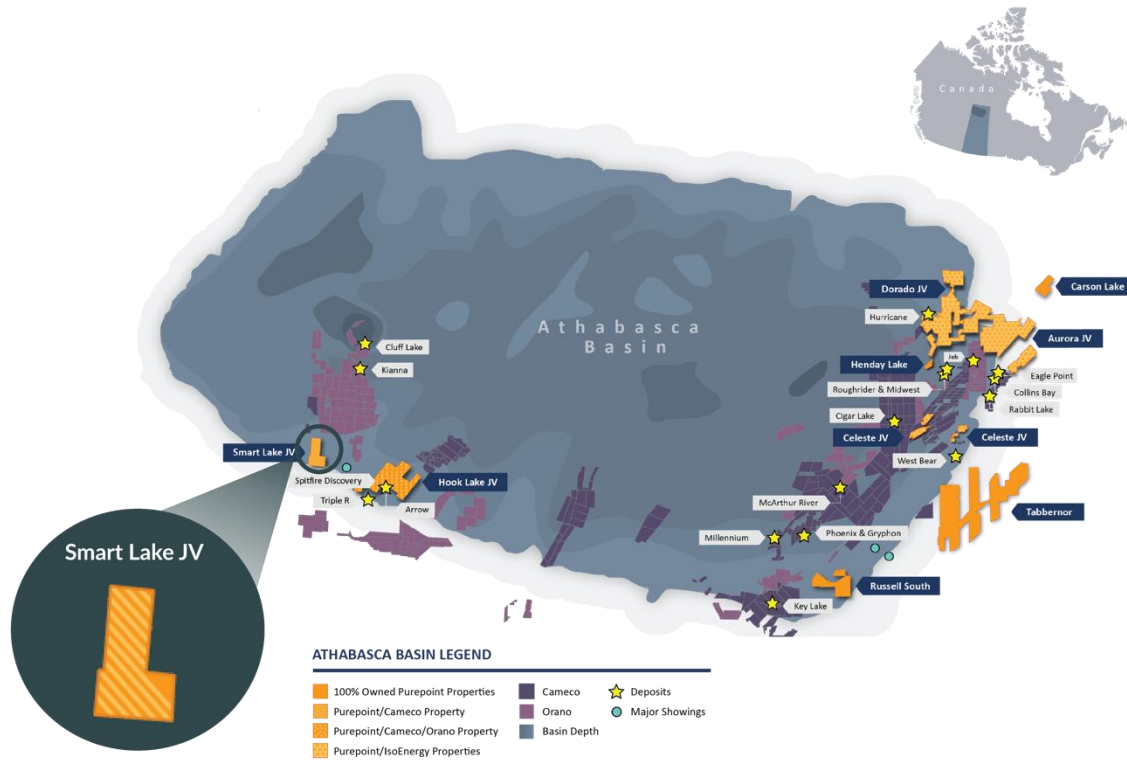 Canada
Athabasca
Basin
Dorado JV
Carson Lake
Hurricane
Aurora JV
Cluff Lake
Kianna
Henday Lake
Jeb
Eagle Point
Roughrider & Midwest
Collins Bay
Rabbit Lake
Cigar Lake
Celeste JV
Celeste JV
Smart Lake JV
West Bear
Spitfire Discovery
Hook Lake JV
Triple R
Arrow
McArthur River
Tabbernor
Millennium
Phoenix & Gryphon
Smart Lake JV
Russell South
Key Lake
ATHABASCA BASIN LEGEND
100% Owned Purepoint Properties
Purepoint/Cameco Property
Purepoint/Cameco/Orano Property
Purepoint/IsoEnergy Properties
Cameco
Orano
Basin Depth
Deposits
Major Showings